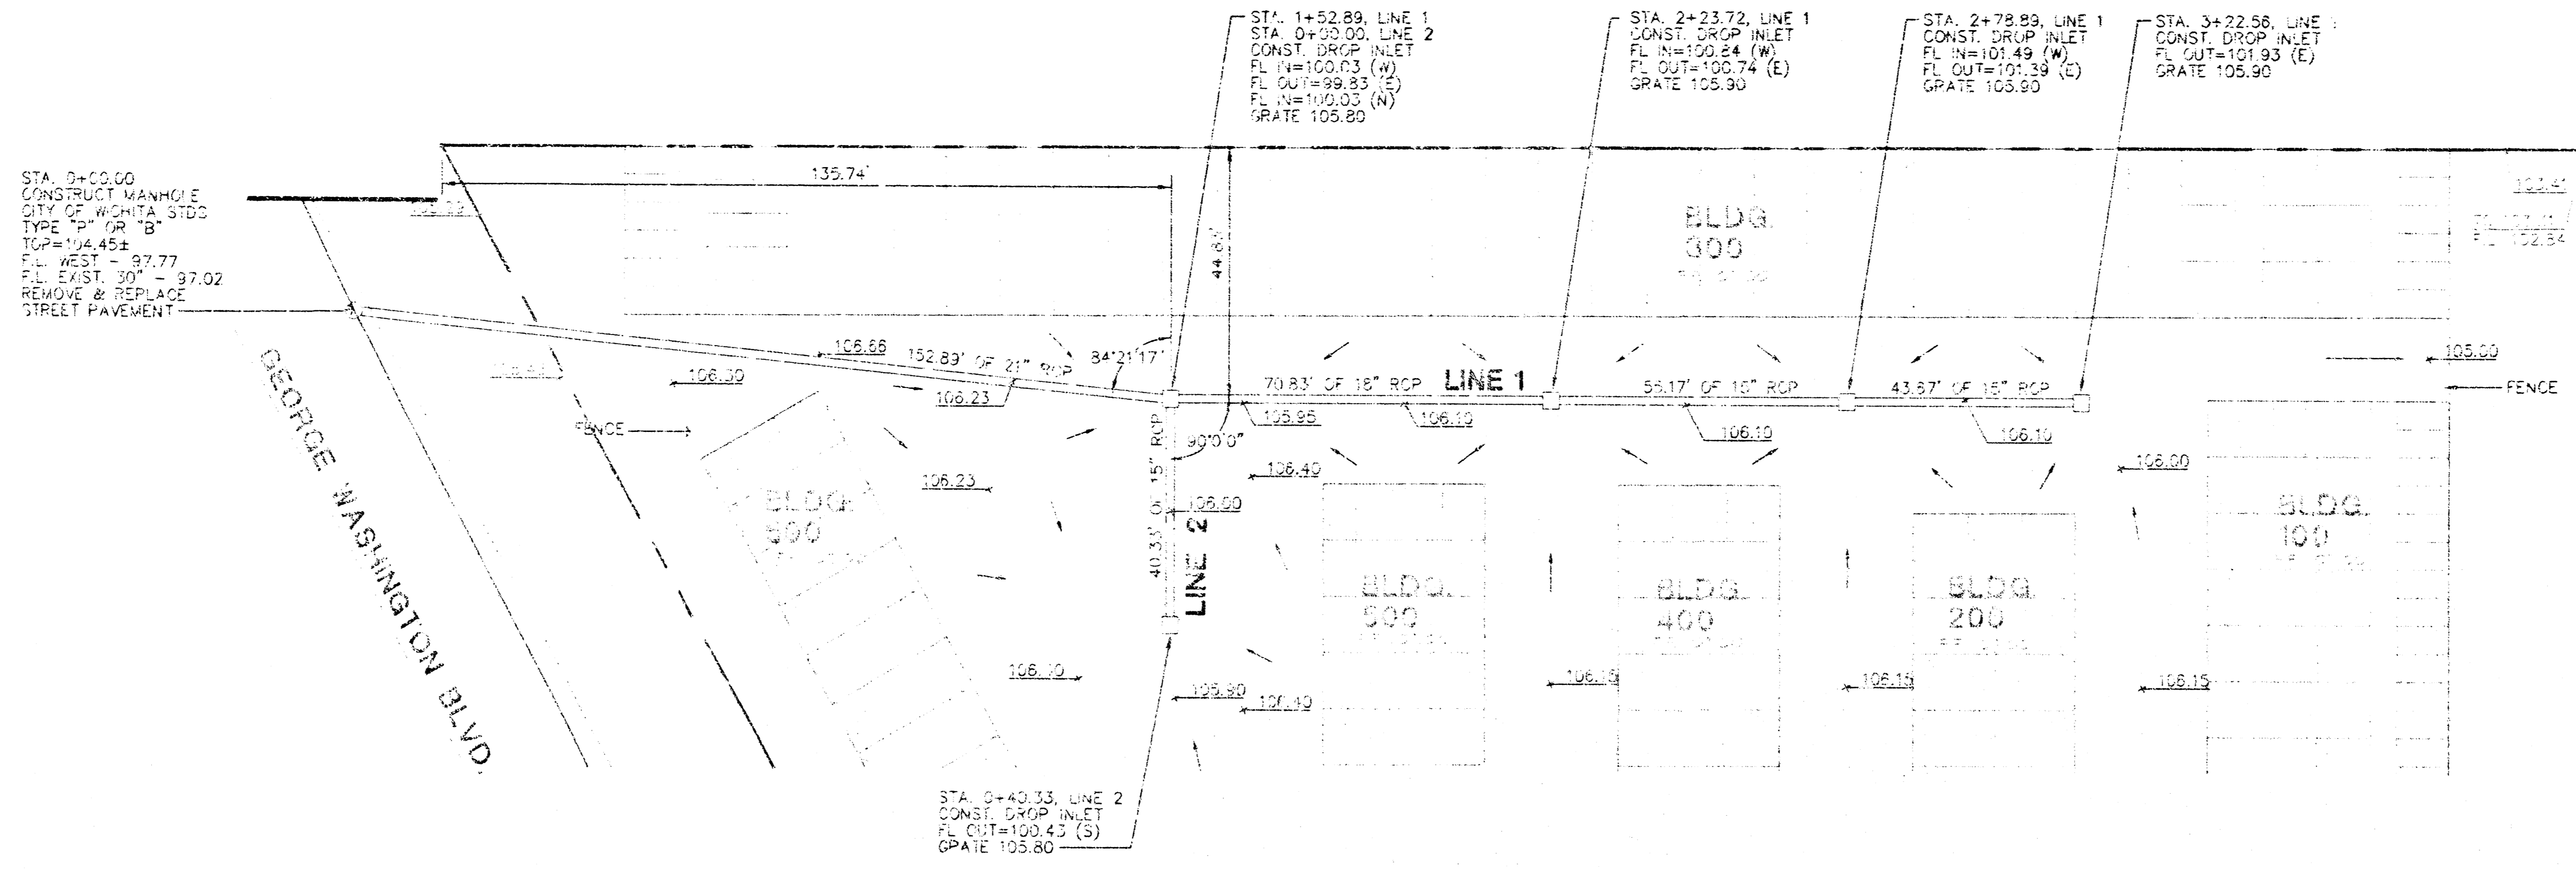 STA. 1+52.89, LINE 1
STA. 0+00.00, LINE 2
CONST. DROP INLET
FL IN=100.03 (W)
FL OUT=99.83 (E)
FL IN=100.03 (N)
GRATE 105.80
STA. 2+23.72, LINE 1
CONST. DROP INLET
FL IN=100.84 (W)
FL OUT=100.74 (E)
GRATE 105.90
STA. 2+78.89, LINE 1
CONST. DROP INLET
FL IN=101.49 (W)
FL OUT=101.39 (E)
GRATE 105.90
STA. 3+22.56, LINE
CONST. DROP INLET
FL OUT=101.93 (E)
GRATE 105.90
STA. 0+00.00
CONSTRUCT MANHOLE
CITY OF WICHITA STDS
TYPE "P" OR "B"
TOP=104.45±
F.L. WEST - 97.77
F.L. EXIST. 30" - 97.02
REMOVE & REPLACE
STREET PAVEMENT
135.74'
44.83'
103.41
F.L. 102.84
BLDG.
300
106.66
152.89' OF 21" RCP
84°21'17"
106.50
106.23
70.83' OF 18" RCP
LINE 1
55.17' OF 15" RCP
43.67' OF 15" RCP
105.00
FENCE
105.95
106.10
106.10
106.10
FENCE
90°0'0"
40.33' OF 15" RCP
LINE 2
106.40
106.00
106.23
106.00
GEORGE WASHINGTON BLVD.
BLDG.
600
BLDG.
500
BLDG.
400
BLDG.
200
BLDG.
100
105.90
106.40
106.15
106.15
106.15
STA. 0+40.33, LINE 2
CONST. DROP INLET
FL OUT=100.43 (S)
GRATE 105.80